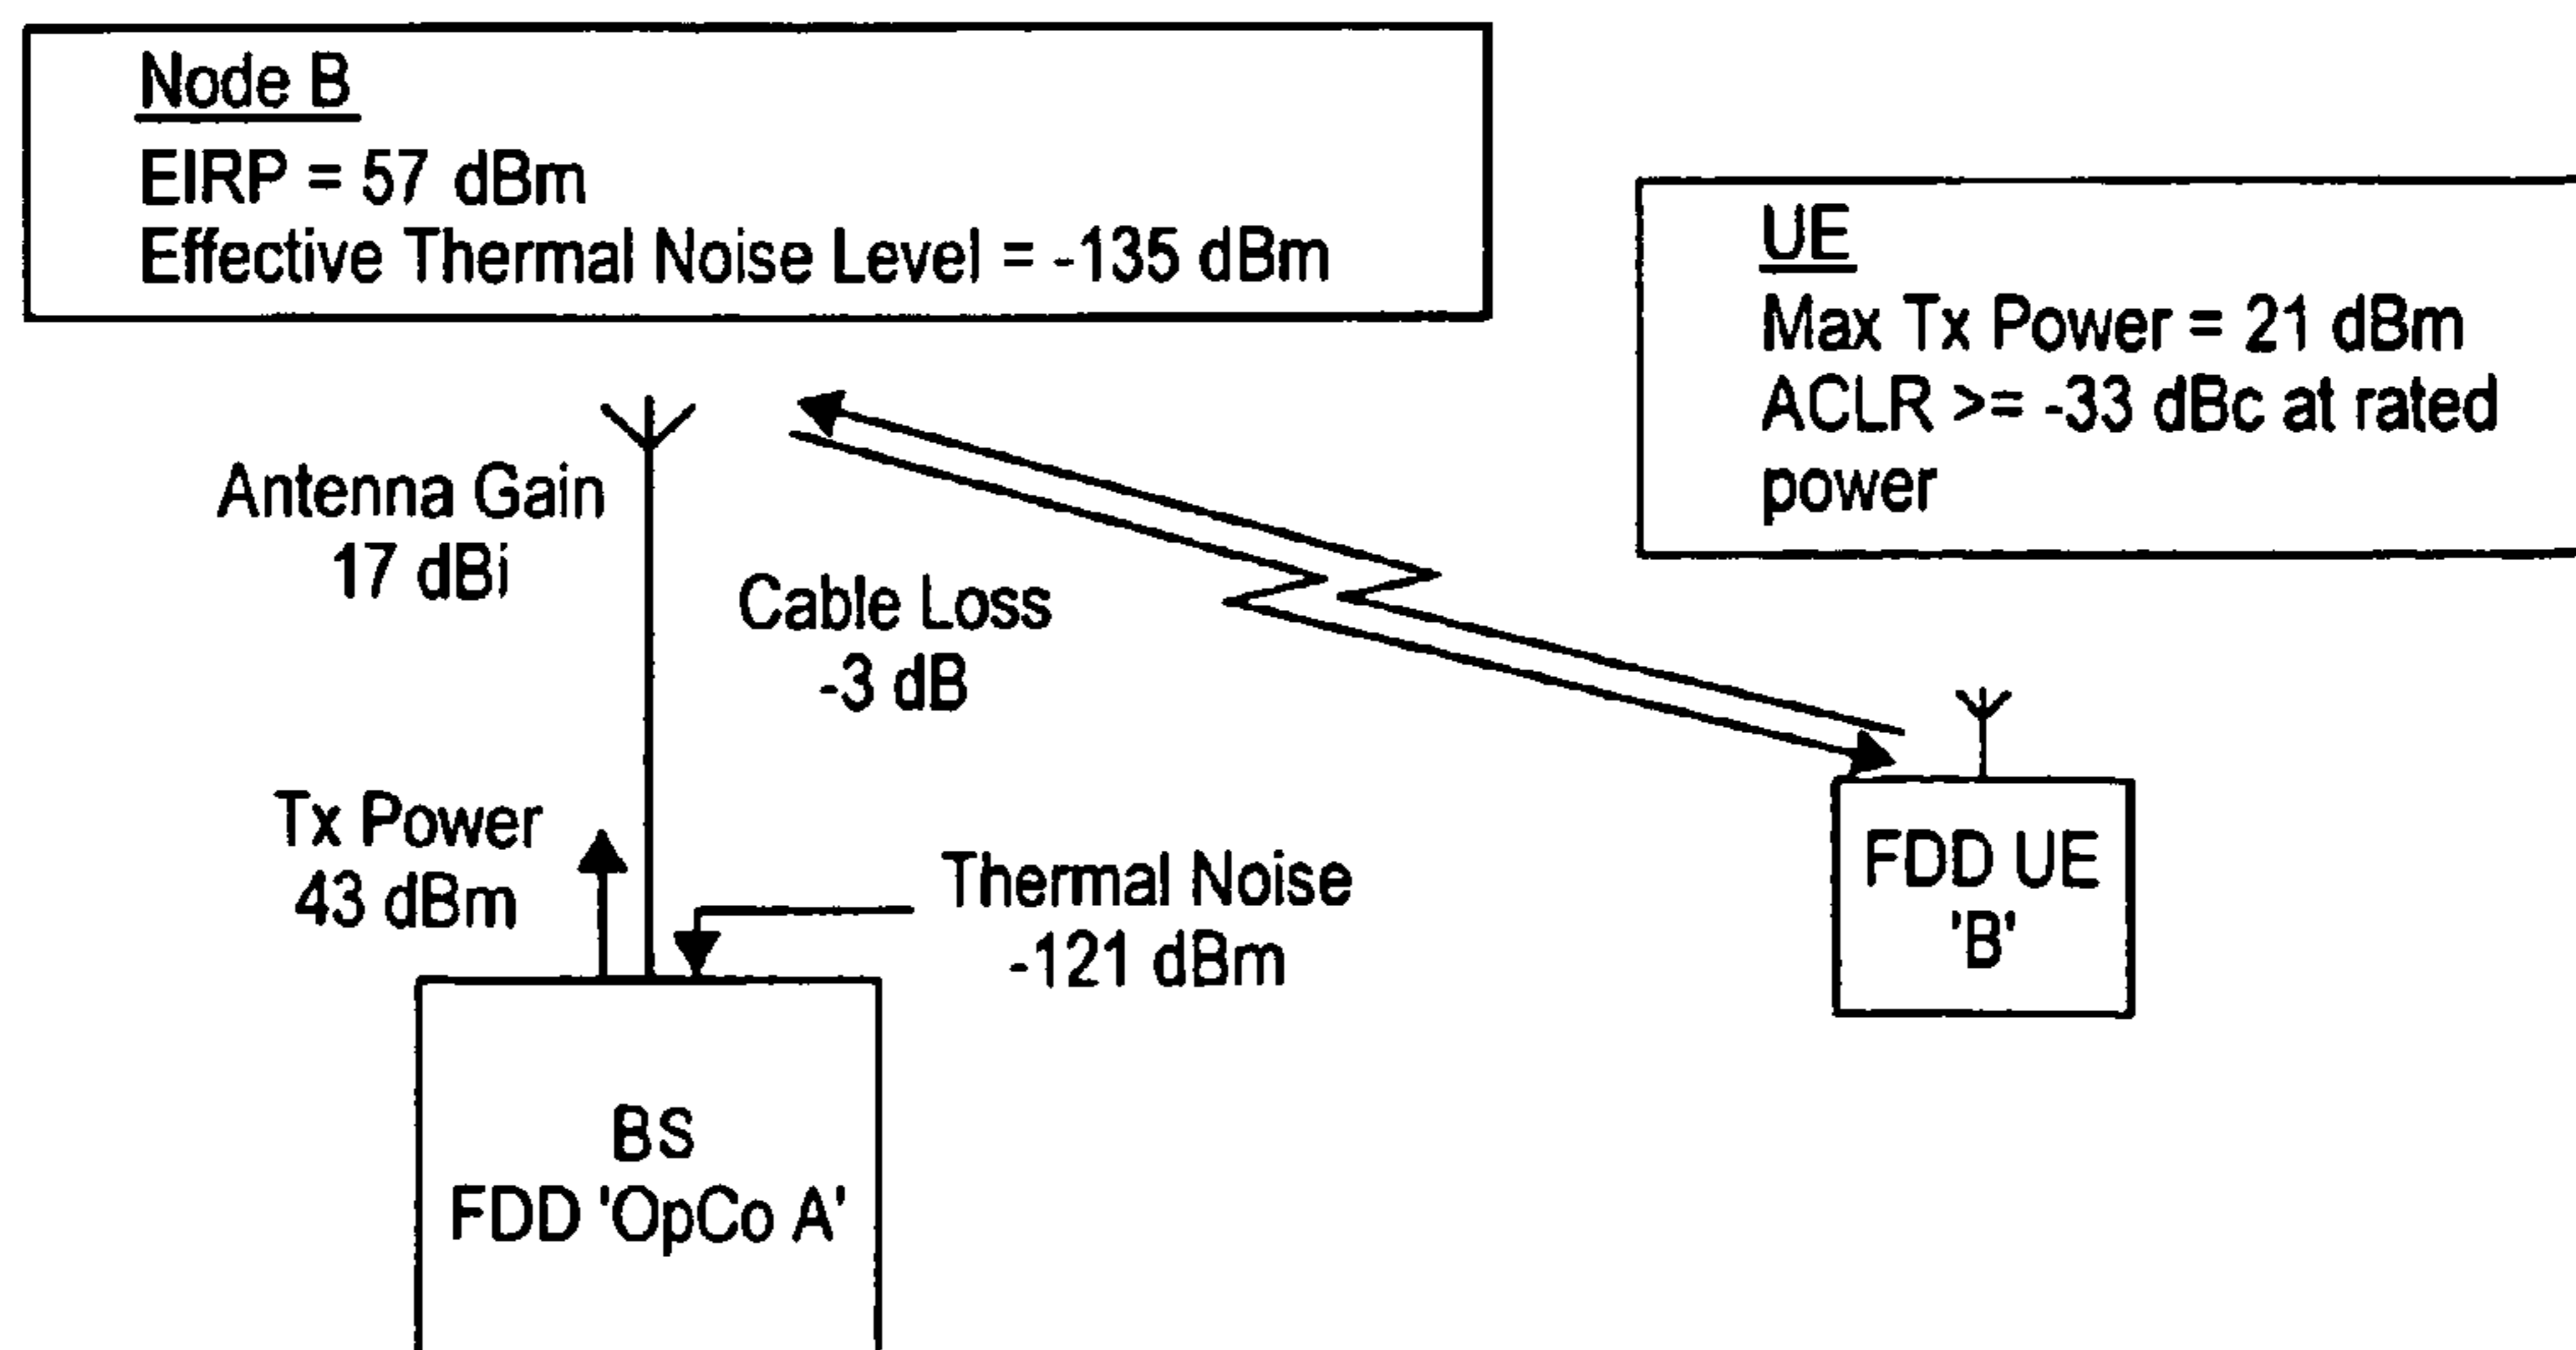 Node B
EIRP = 57 dBm
Effective Thermal Noise Level = -135 dBm
UE
Max Tx Power = 21 dBm
ACLR >= -33 dBc at rated
power
Antenna Gain
17 dBi
Cable Loss
-3 dB
Tx Power
43 dBm
Thermal Noise
-121 dBm
FDD UE
'B'
BS
FDD 'OpCo A'